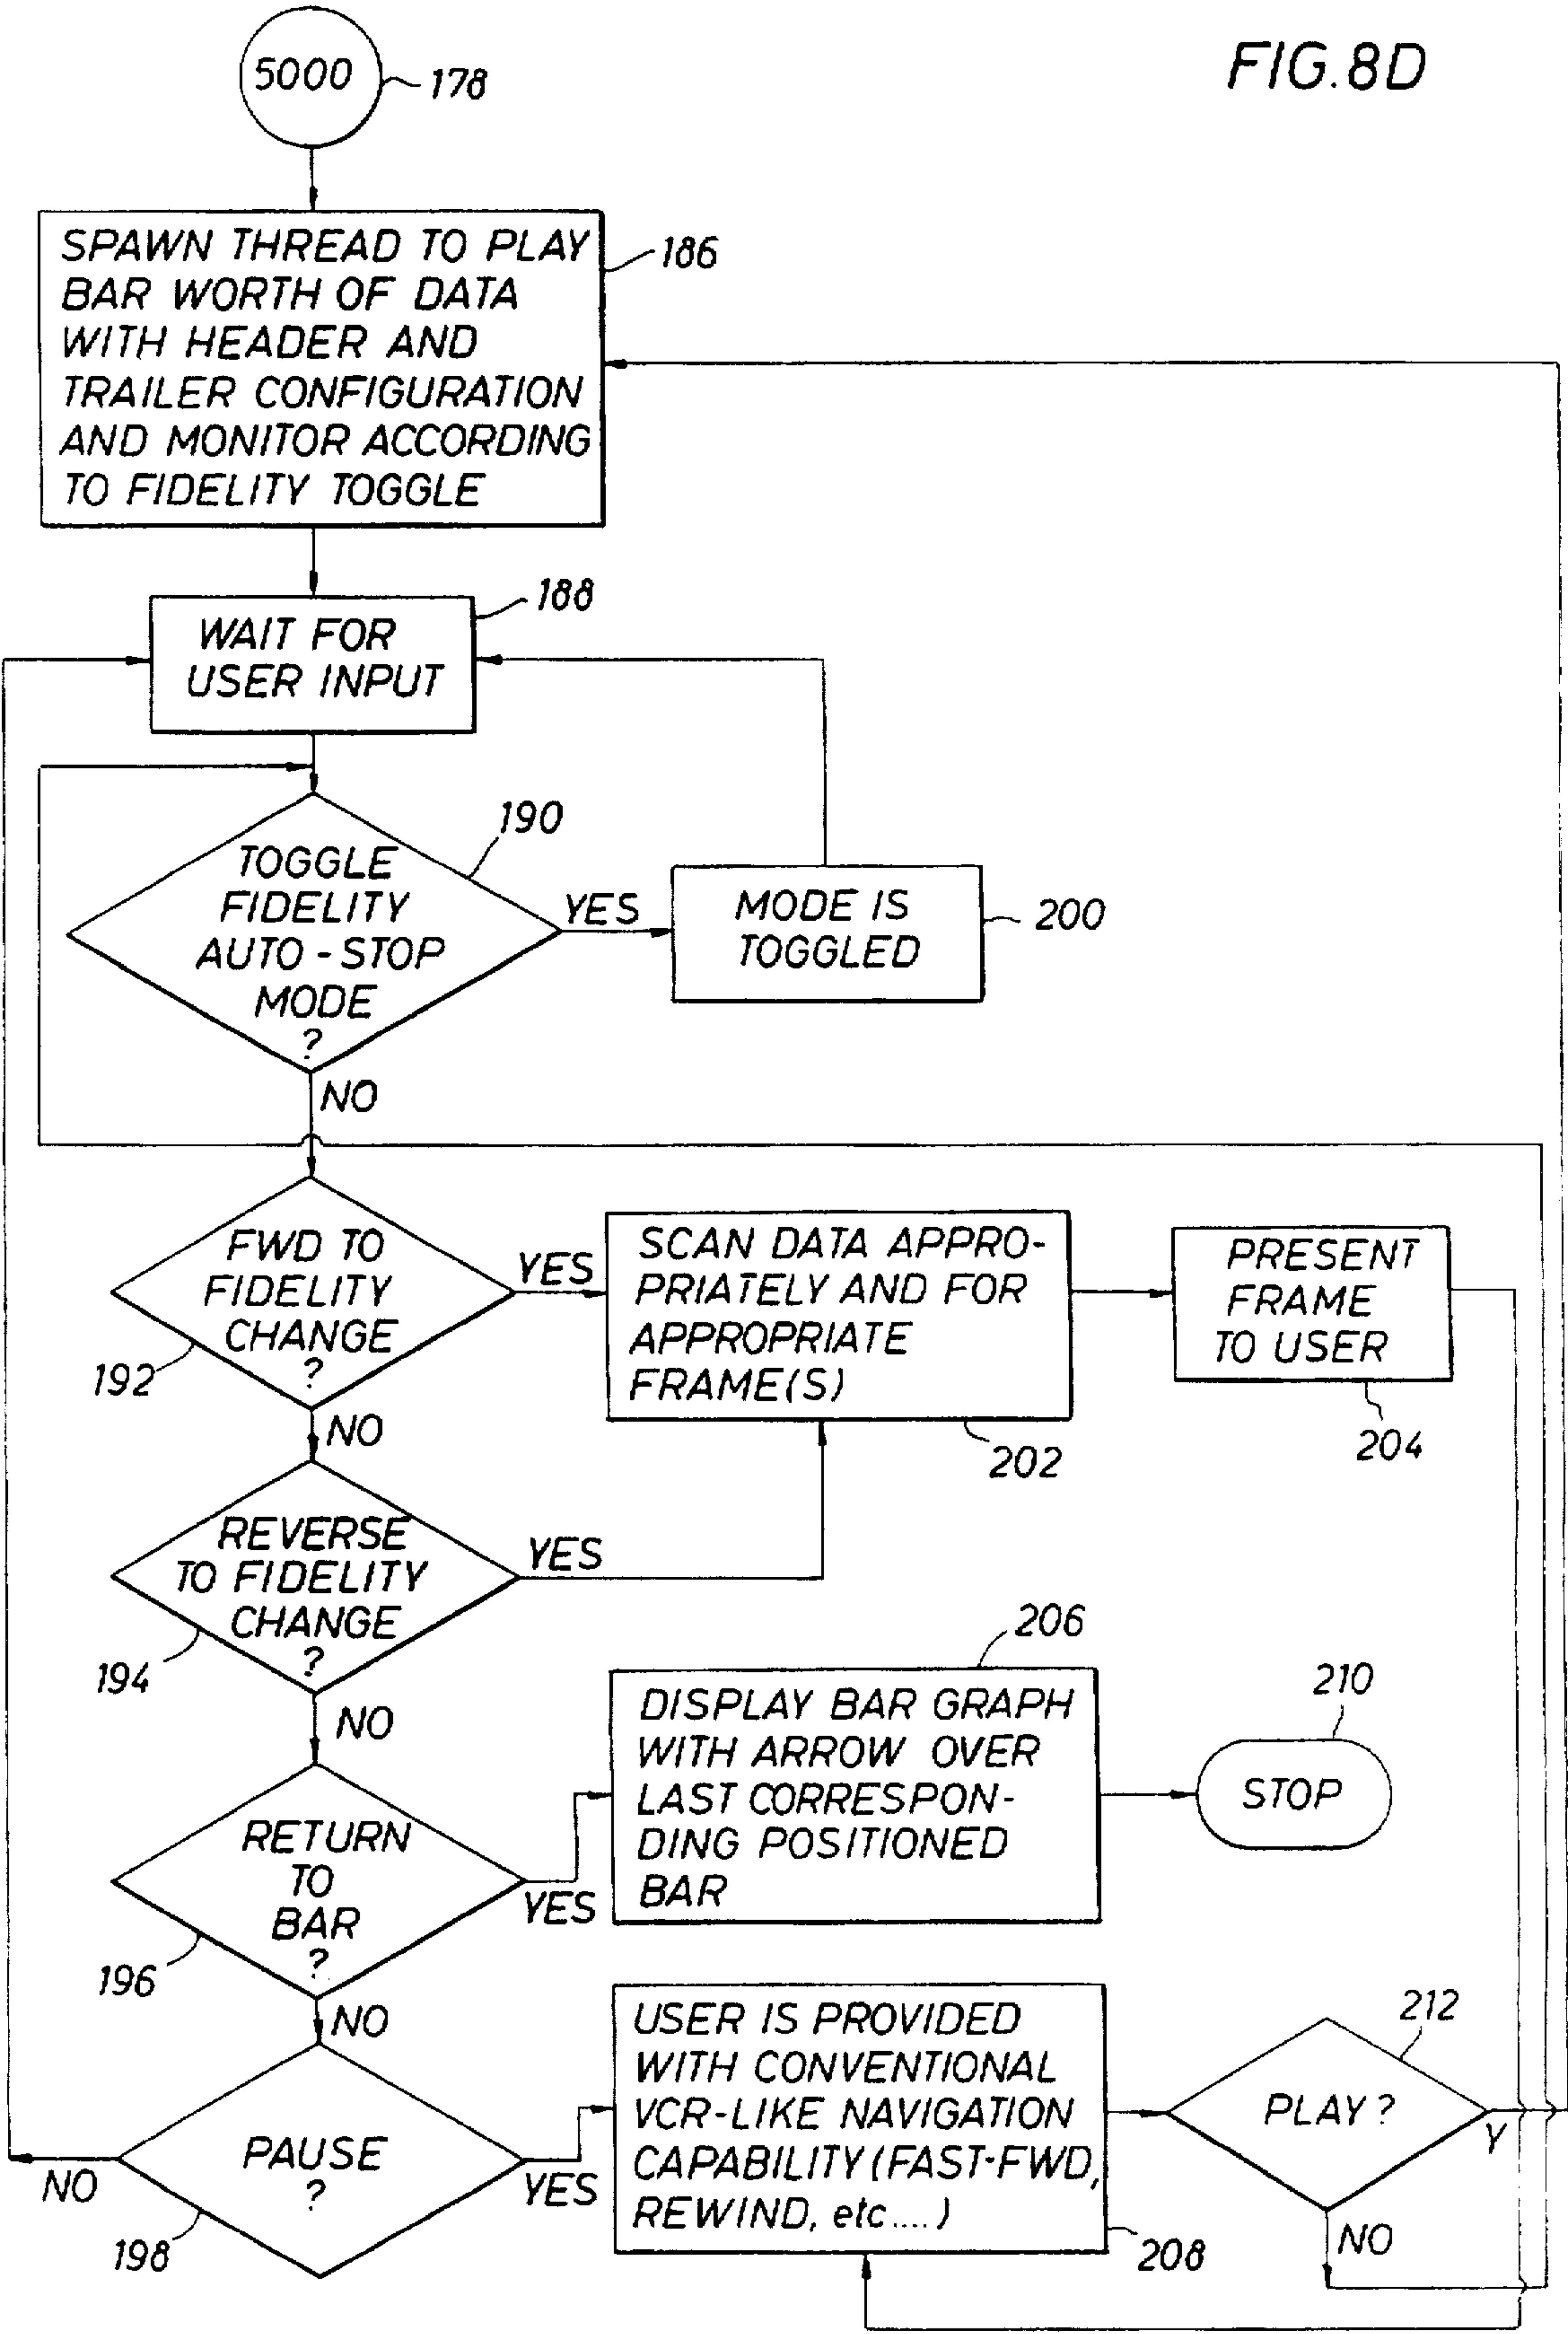 FIG.8D
5000
178
SPAWN THREAD TO PLAY
BAR WORTH OF DATA
WITH HEADER AND
TRAILER CONFIGURATION
AND MONITOR ACCORDING
TO FIDELITY TOGGLE
186
WAIT FOR
USER INPUT
188
TOGGLE
FIDELITY
AUTO-STOP
MODE
?
190
YES
MODE IS
TOGGLED
200
NO
FWD TO
FIDELITY
CHANGE
?
192
YES
SCAN DATA APPRO-
PRIATELY AND FOR
APPROPRIATE
FRAME(S)
202
PRESENT
FRAME
TO USER
204
NO
REVERSE
TO FIDELITY
CHANGE
?
194
YES
NO
RETURN
TO
BAR
?
196
YES
DISPLAY BAR GRAPH
WITH ARROW OVER
LAST CORRESPON-
DING POSITIONED
BAR
206
STOP
210
NO
PAUSE
?
198
NO
YES
USER IS PROVIDED
WITH CONVENTIONAL
VCR-LIKE NAVIGATION
CAPABILITY (FAST-FWD,
REWIND, etc....)
208
PLAY?
212
Y
NO